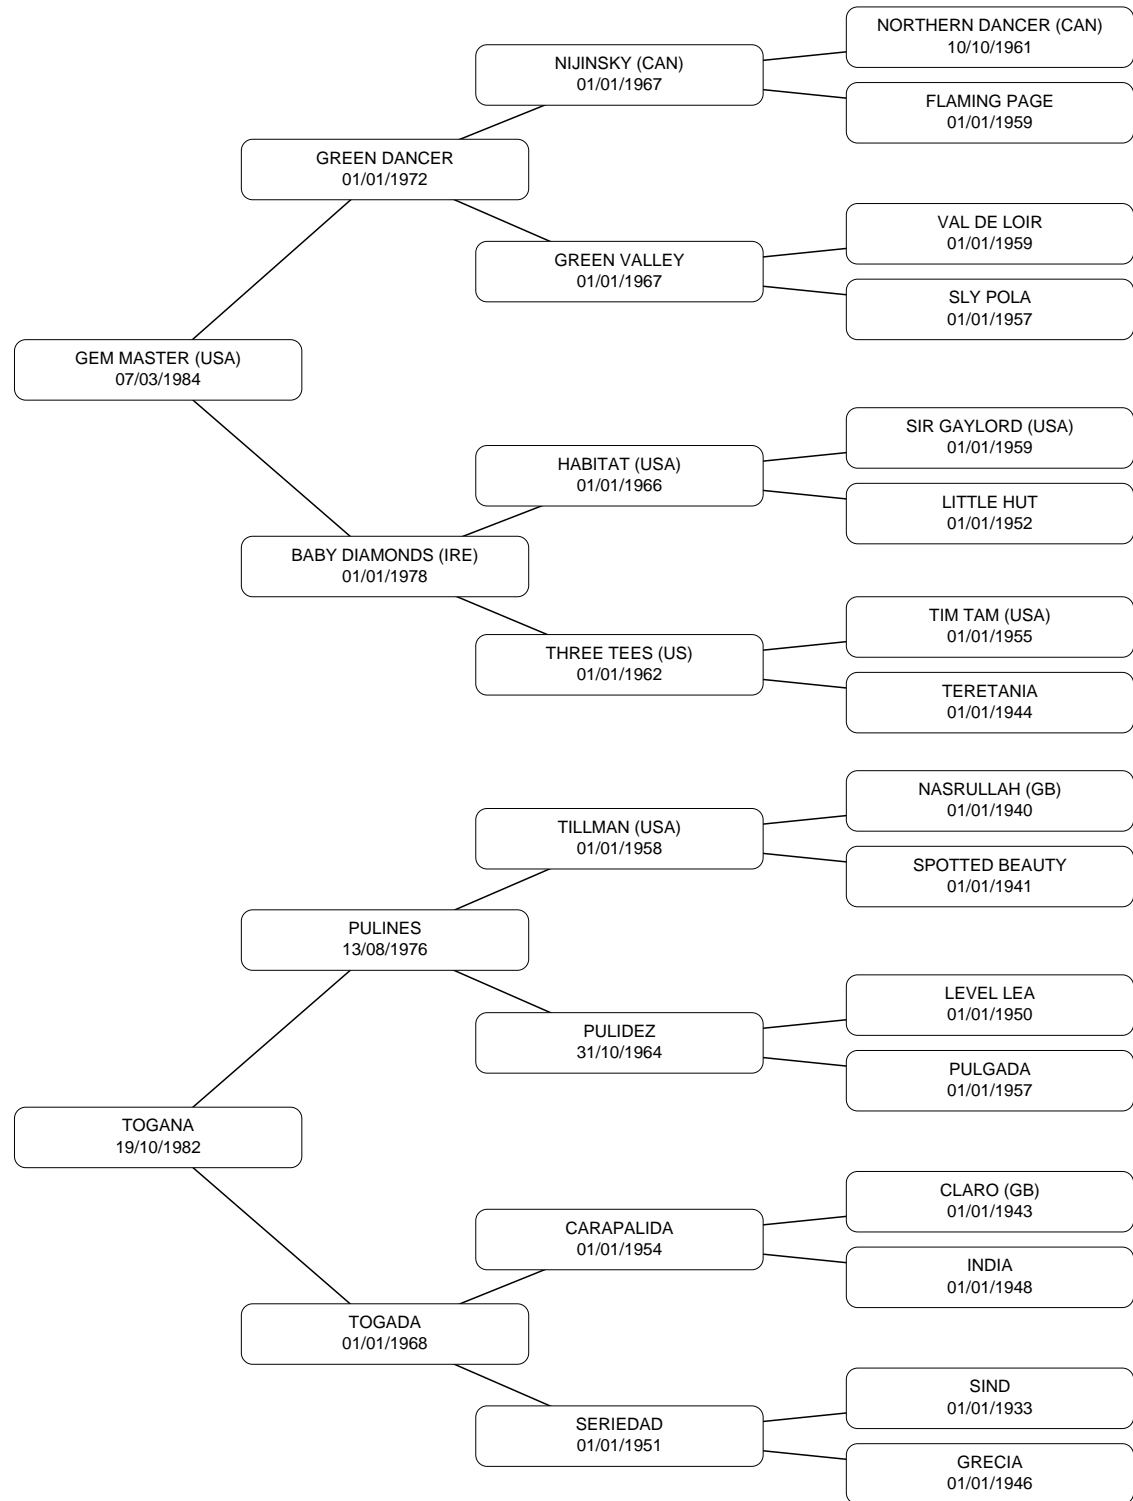 NORTHERN DANCER (CAN)
10/10/1961
NIJINSKY (CAN)
01/01/1967
FLAMING PAGE
01/01/1959
GREEN DANCER
01/01/1972
VAL DE LOIR
01/01/1959
GREEN VALLEY
01/01/1967
SLY POLA
01/01/1957
GEM MASTER (USA)
07/03/1984
SIR GAYLORD (USA)
01/01/1959
HABITAT (USA)
01/01/1966
LITTLE HUT
01/01/1952
BABY DIAMONDS (IRE)
01/01/1978
TIM TAM (USA)
01/01/1955
THREE TEES (US)
01/01/1962
TERETANIA
01/01/1944
NASRULLAH (GB)
01/01/1940
TILLMAN (USA)
01/01/1958
SPOTTED BEAUTY
01/01/1941
PULINES
13/08/1976
LEVEL LEA
01/01/1950
PULIDEZ
31/10/1964
PULGADA
01/01/1957
TOGANA
19/10/1982
CLARO (GB)
01/01/1943
CARAPALIDA
01/01/1954
INDIA
01/01/1948
TOGADA
01/01/1968
SIND
01/01/1933
SERIEDAD
01/01/1951
GRECIA
01/01/1946